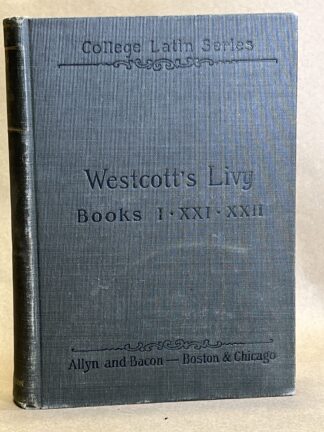 College Latin Series
Westcott's Livy
Books I · XXI · XXII
Allyn and Bacon — Boston & Chicago